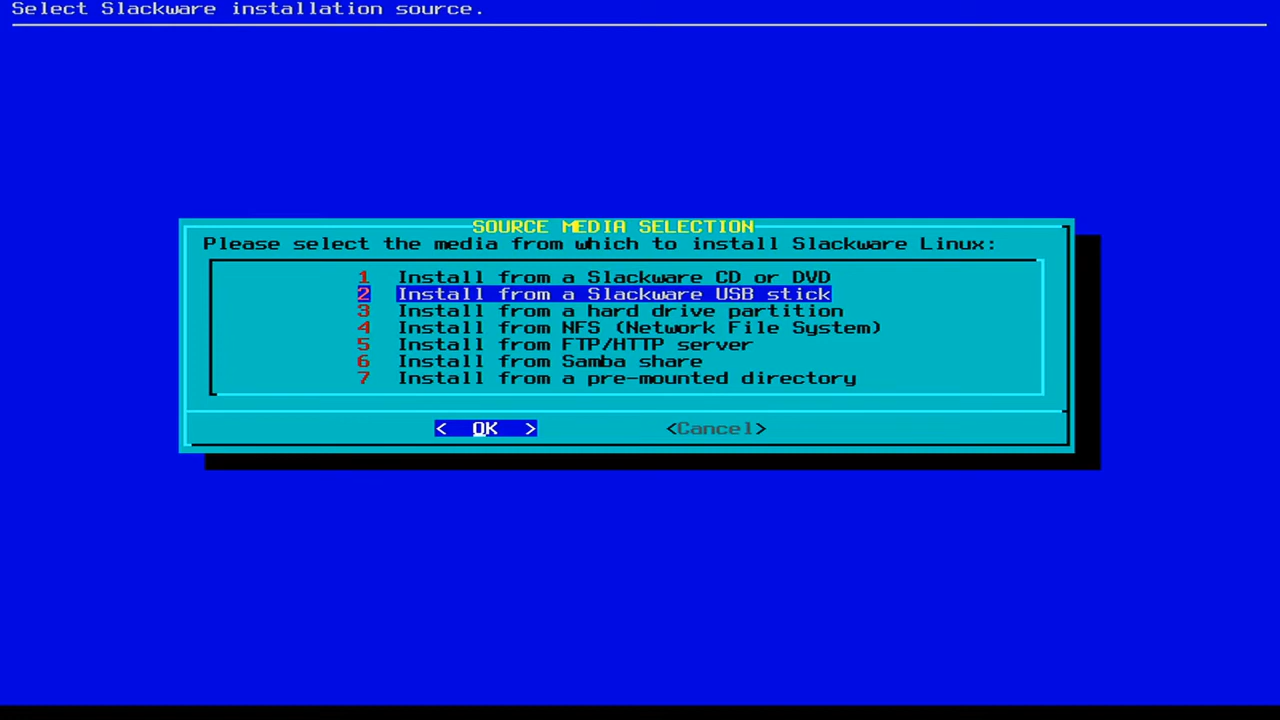 Select Slackware installation source.
SOURCE MEDIA SELECTION
Please select the media from which to install Slackware Linux:
1 Install from a Slackware CD or DVD
2 Install from a Slackware USB stick
3 Install from a hard drive partition
4 Install from NFS (Network File System)
5 Install from FTP/HTTP server
6 Install from Samba share
7 Install from a pre-mounted directory
< OK > <Cancel>